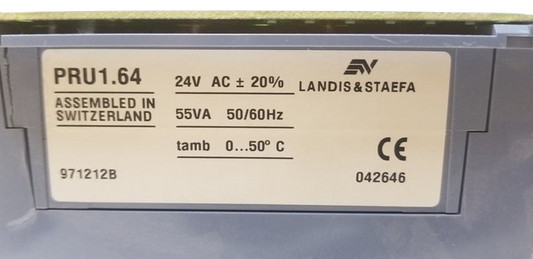 PRU1.64
ASSEMBLED IN
SWITZERLAND
971212B
24V AC ± 20%
55VA 50/60Hz
tamb 0...50° C
LANDIS & STAEFA
CE
042646